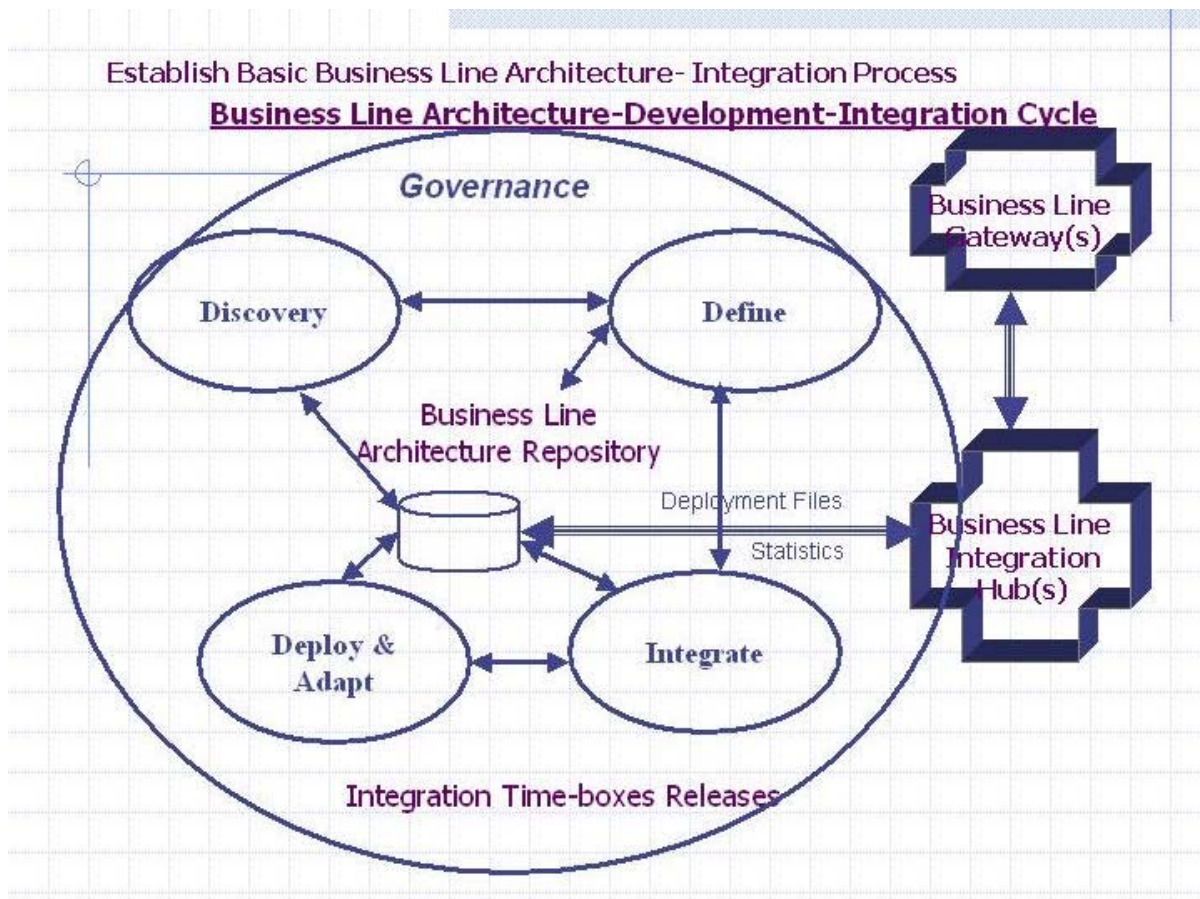 Establish Basic Business Line Architecture- Integration Process
Business Line Architecture-Development-Integration Cycle
Governance
Business Line
Gateway(s)
Discovery
Define
Business Line
Architecture Repository
Deployment Files
Statistics
Business Line
Integration
Hub(s)
Deploy &
Adapt
Integrate
Integration Time-boxes Releases